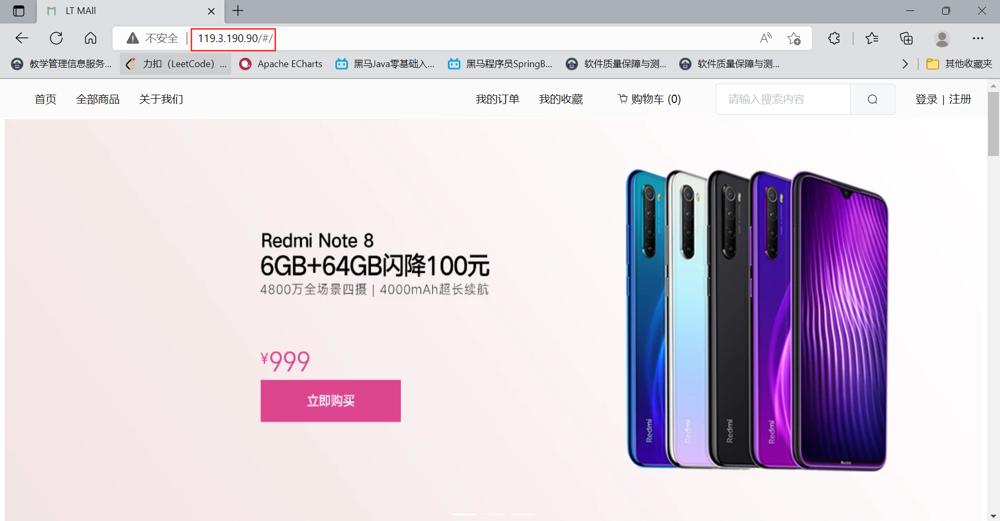 LT MAll
不安全
119.3.190.90/#/
教学管理信息服务...
力扣（LeetCode）...
Apache ECharts
黑马Java零基础入...
黑马程序员SpringB...
软件质量保障与测...
软件质量保障与测...
其他收藏夹
首页
全部商品
关于我们
我的订单
我的收藏
购物车 (0)
请输入搜索内容
登录 | 注册
Redmi Note 8
6GB+64GB闪降100元
4800万全场景四摄 | 4000mAh超长续航
¥999
立即购买
Redmi
Redmi
Redmi
Redmi
Redmi